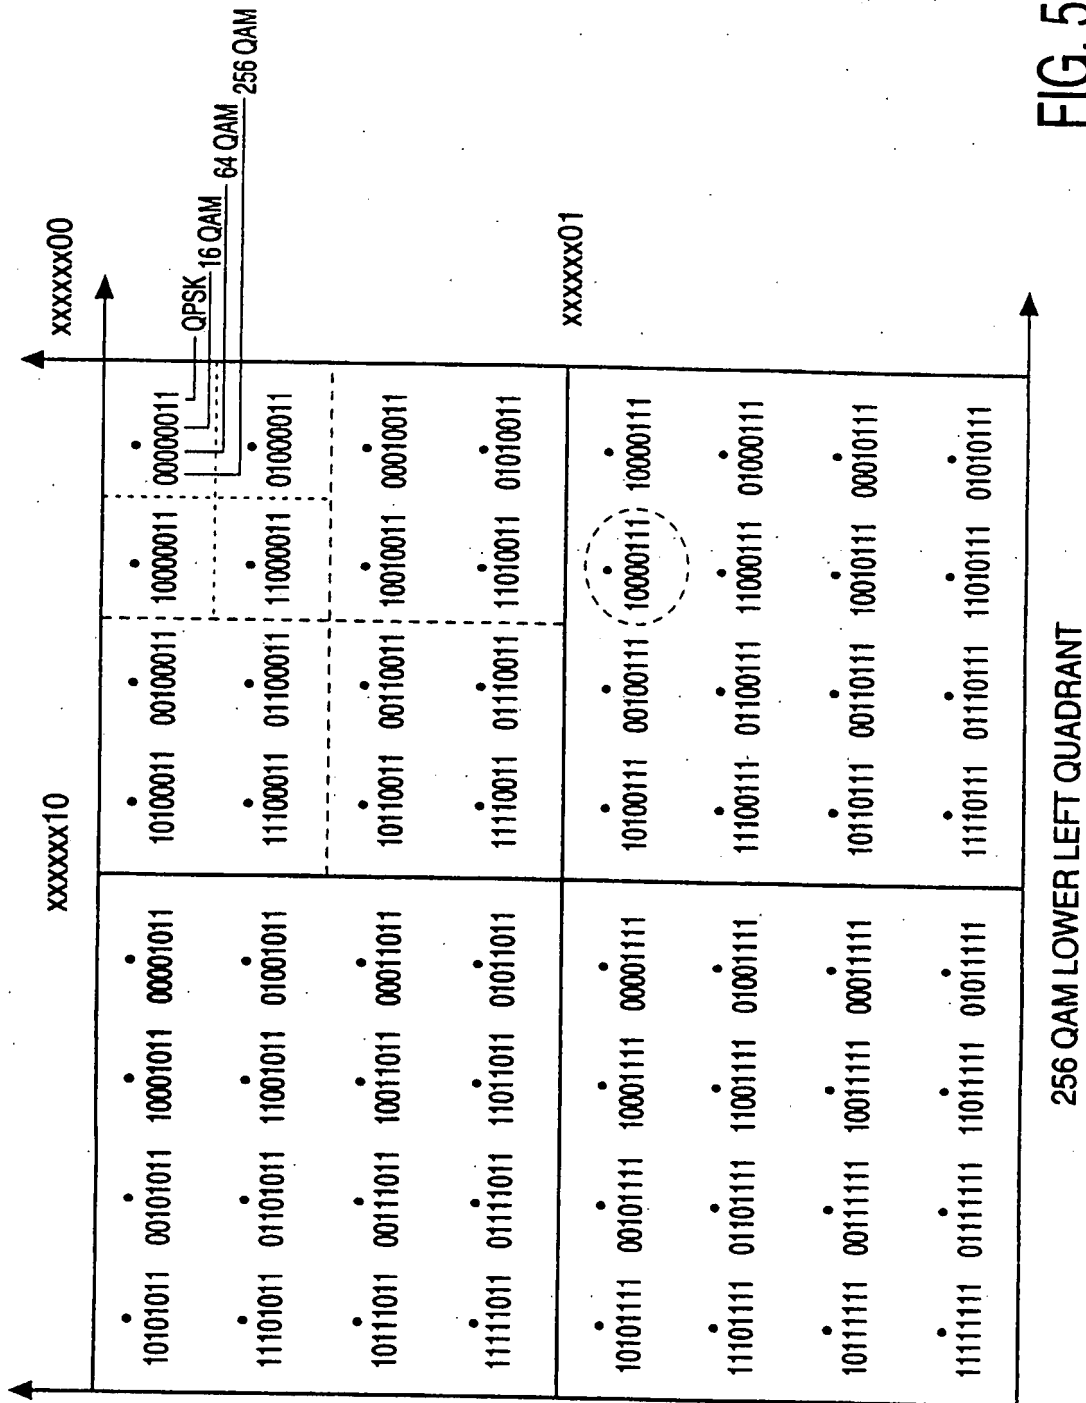 xxxxxx10 xxxxxx00
10101011 00101011 10001011 00001011 10100011 00100011 10000011 00000011
QPSK
16 QAM
64 QAM
256 QAM
11101011 01101011 11001011 01001011 11100011 01100011 11000011 01000011
10111011 00111011 10011011 00011011 10110011 00110011 10010011 00010011
11111011 01111011 11011011 01011011 11110011 01110011 11010011 01010011
xxxxxx01
10101111 00101111 10001111 00001111 10100111 00100111 10000111 10000111
11101111 01101111 11001111 01001111 11100111 01100111 11000111 01000111
10111111 00111111 10011111 00011111 10110111 00110111 10010111 00010111
11111111 01111111 11011111 01011111 11110111 01110111 11010111 01010111
256 QAM LOWER LEFT QUADRANT
FIG. 5